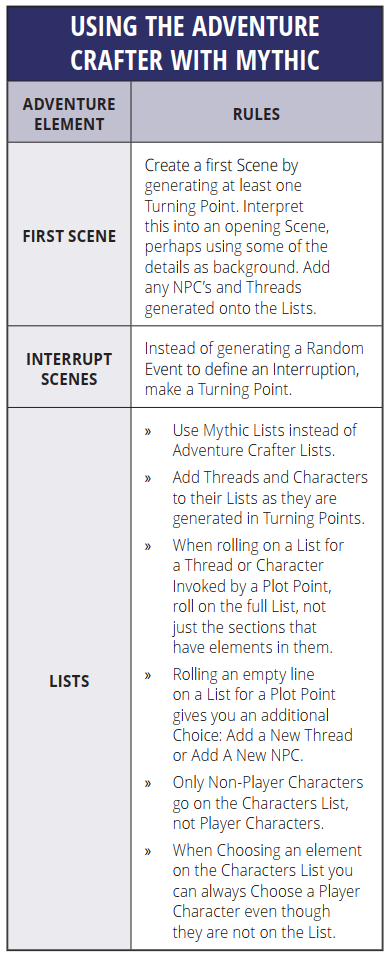 USING THE ADVENTURE
CRAFTER WITH MYTHIC
ADVENTURE
ELEMENT
RULES
FIRST SCENE
Create a first Scene by
generating at least one
Turning Point. Interpret
this into an opening Scene,
perhaps using some of the
details as background. Add
any NPC's and Threads
generated onto the Lists.
INTERRUPT
SCENES
Instead of generating a Random
Event to define an Interruption,
make a Turning Point.
LISTS
» Use Mythic Lists instead of
Adventure Crafter Lists.
» Add Threads and Characters
to their Lists as they are
generated in Turning Points.
» When rolling on a List for
a Thread or Character
Invoked by a Plot Point,
roll on the full List, not
just the sections that
have elements in them.
» Rolling an empty line
on a List for a Plot Point
gives you an additional
Choice: Add a New Thread
or Add A New NPC.
» Only Non-Player Characters
go on the Characters List,
not Player Characters.
» When Choosing an element
on the Characters List you
can always Choose a Player
Character even though
they are not on the List.